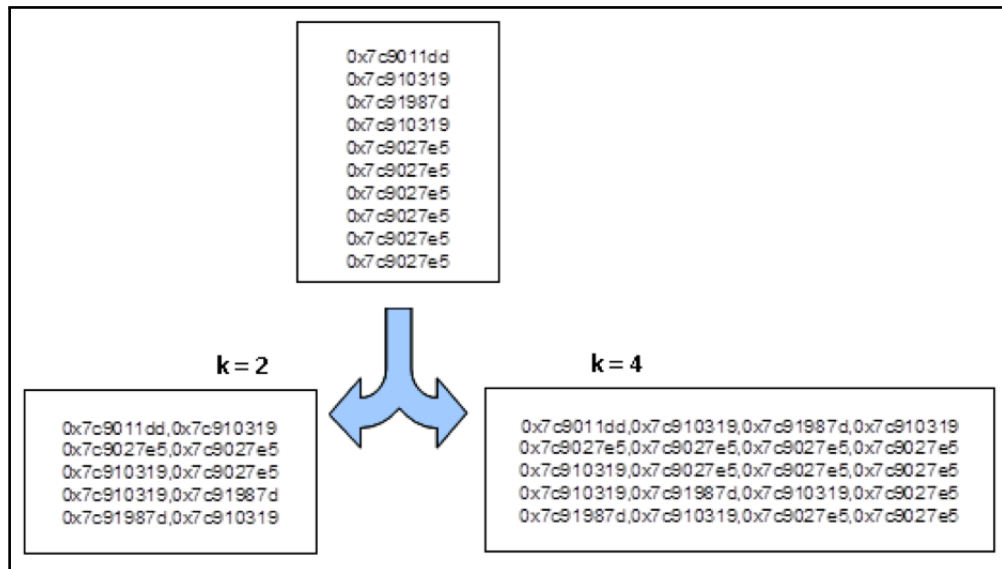 0x7c9011dd
0x7c910319
0x7c91987d
0x7c910319
0x7c9027e5
0x7c9027e5
0x7c9027e5
0x7c9027e5
0x7c9027e5
0x7c9027e5
k = 2
0x7c9011dd,0x7c910319
0x7c9027e5,0x7c9027e5
0x7c910319,0x7c9027e5
0x7c910319,0x7c91987d
0x7c91987d,0x7c910319
k = 4
0x7c9011dd,0x7c910319,0x7c91987d,0x7c910319
0x7c9027e5,0x7c9027e5,0x7c9027e5,0x7c9027e5
0x7c910319,0x7c9027e5,0x7c9027e5,0x7c9027e5
0x7c910319,0x7c91987d,0x7c910319,0x7c9027e5
0x7c91987d,0x7c910319,0x7c9027e5,0x7c9027e5